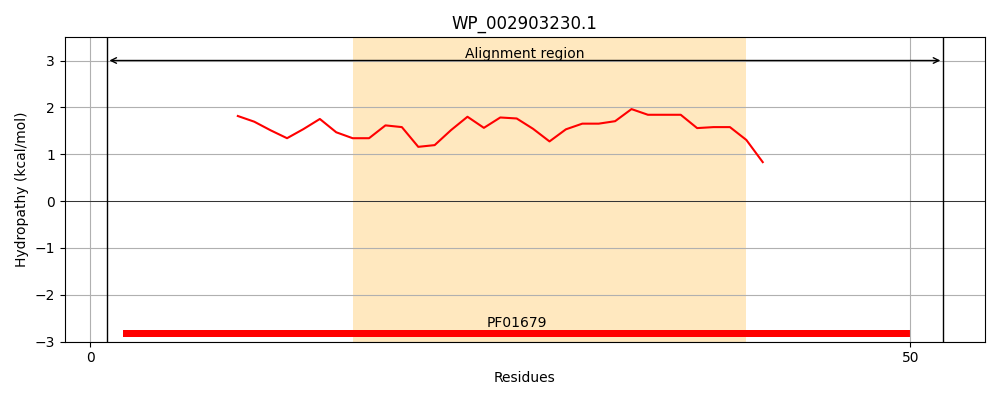 WP_002903230.1
Alignment region
3
2
1
0
−1
−2
−3
Hydropathy (kcal/mol)
PF01679
0
50
Residues